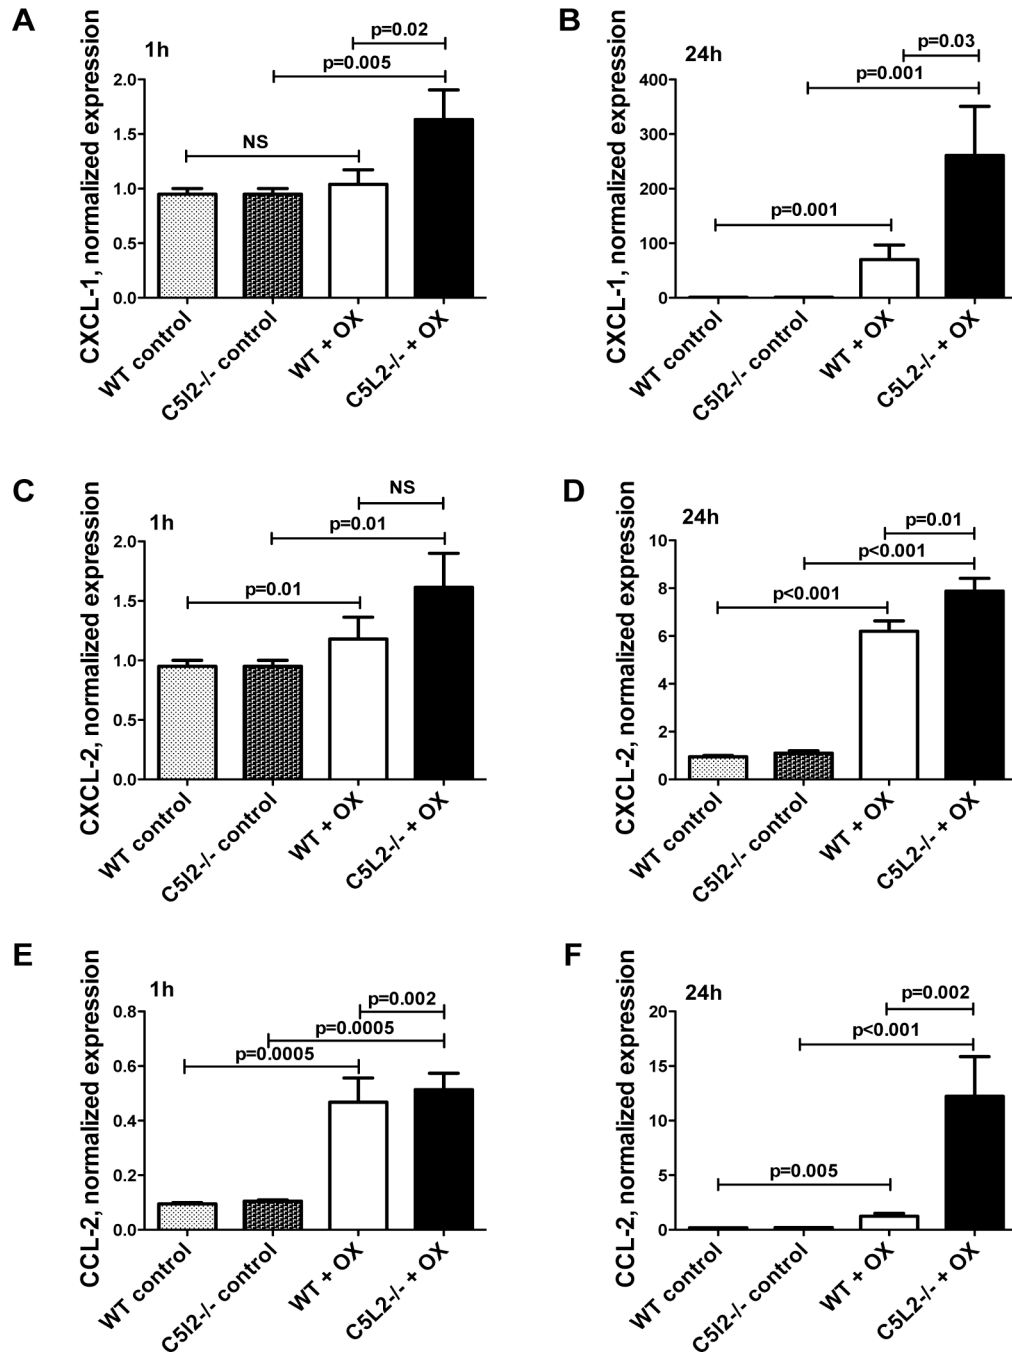 A
1h
p=0.02
p=0.005
NS
CXCL-1, normalized expression
2.0
1.5
1.0
0.5
0.0
WT control
C5l2-/- control
WT + OX
C5L2-/- + OX
B
24h
p=0.03
p=0.001
p=0.001
CXCL-1, normalized expression
400
300
200
100
0
WT control
C5l2-/- control
WT + OX
C5L2-/- + OX
C
1h
NS
p=0.01
p=0.01
CXCL-2, normalized expression
2.0
1.5
1.0
0.5
0.0
WT control
C5l2-/- control
WT + OX
C5L2-/- + OX
D
24h
p=0.01
p<0.001
p<0.001
CXCL-2, normalized expression
10
8
6
4
2
0
WT control
C5l2-/- control
WT + OX
C5L2-/- + OX
E
1h
p=0.002
p=0.0005
p=0.0005
CCL-2, normalized expression
0.8
0.6
0.4
0.2
0.0
WT control
C5l2-/- control
WT + OX
C5L2-/- + OX
F
24h
p=0.002
p<0.001
p=0.005
CCL-2, normalized expression
20
15
10
5
0
WT control
C5l2-/- control
WT + OX
C5L2-/- + OX